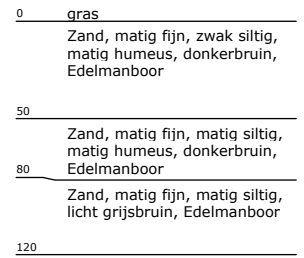 0 gras
Zand, matig fijn, zwak siltig,
matig humeus, donkerbruin,
Edelmanboor
50
Zand, matig fijn, matig siltig,
matig humeus, donkerbruin,
80 Edelmanboor
Zand, matig fijn, matig siltig,
licht grijsbruin, Edelmanboor
120